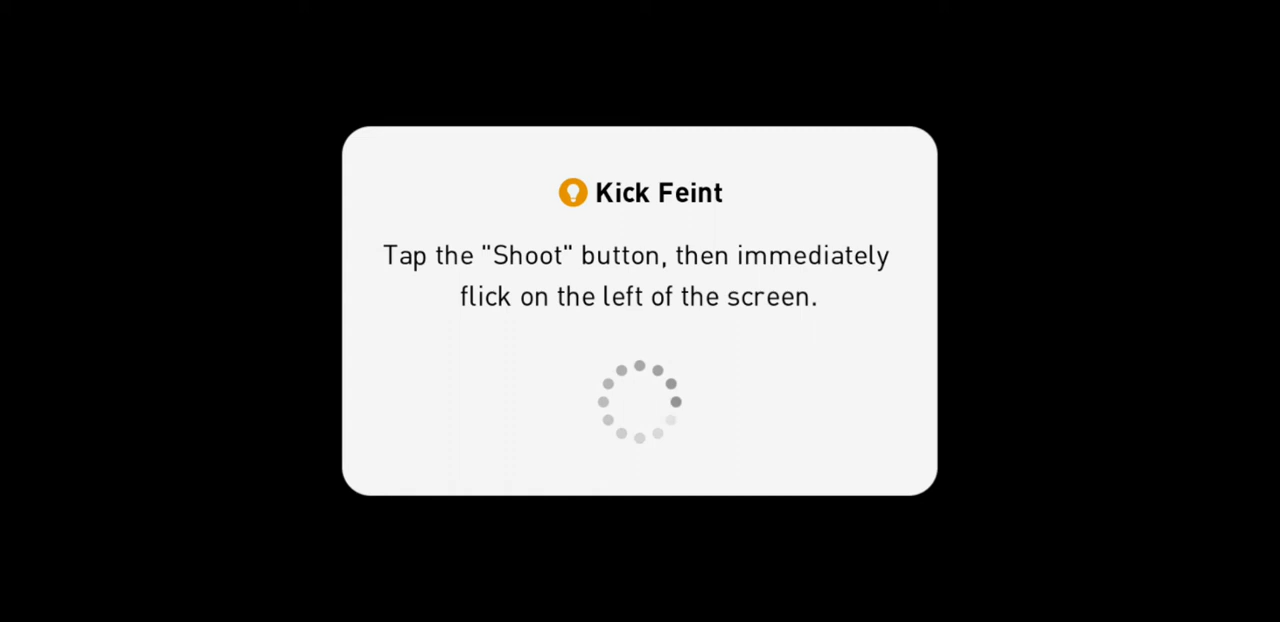 Kick Feint
Tap the "Shoot" button, then immediately
flick on the left of the screen.